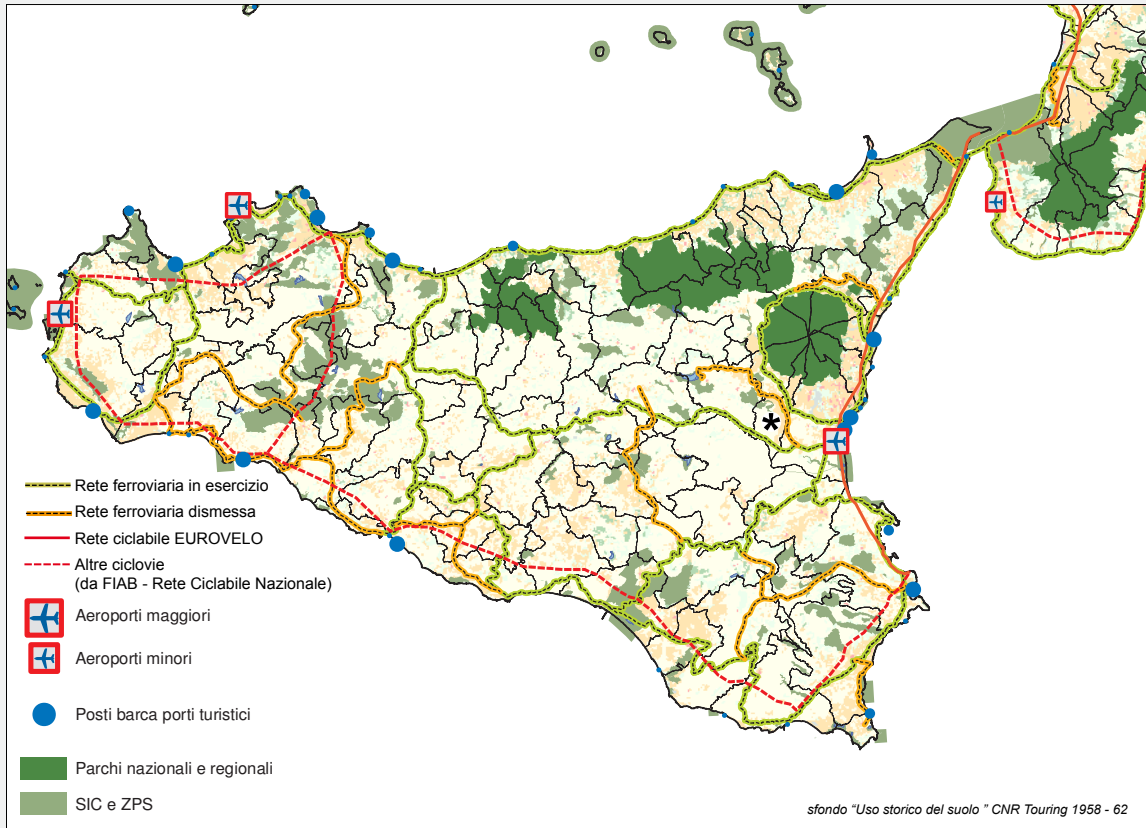 *
Rete ferroviaria in esercizio
Rete ferroviaria dismessa
Rete ciclabile EUROVELO
Altre ciclovie
(da FIAB - Rete Ciclabile Nazionale)
Aeroporti maggiori
Aeroporti minori
Posti barca porti turistici
Parchi nazionali e regionali
SIC e ZPS
sfondo “Uso storico del suolo ” CNR Touring 1958 - 62